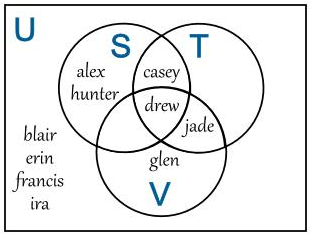 U
S
T
alex
hunter
casey
drew
jade
blair
erin
francis
ira
glen
V